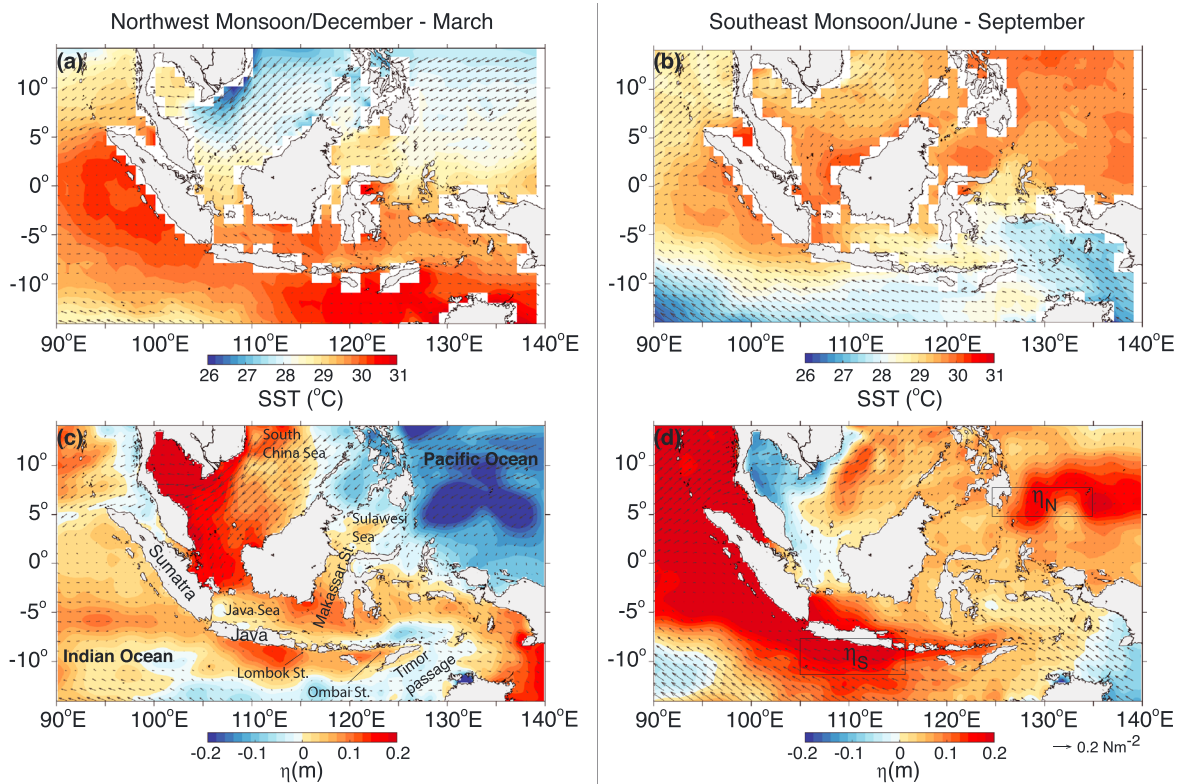 Northwest Monsoon/December - March
Southeast Monsoon/June - September
(a)
10°
5°
0°
-5°
-10°
90°E 100°E 110°E 120°E 130°E 140°E
26 27 28 29 30 31
SST (°C)
(b)
10°
5°
0°
-5°
-10°
90°E 100°E 110°E 120°E 130°E 140°E
26 27 28 29 30 31
SST (°C)
(c)
South
China Sea
Pacific Ocean
Sulawesi
Sea
Makassar St.
Sumatra
Java Sea
Java
Indian Ocean
Lombok St.
Ombai St.
Timor
passage
10°
5°
0°
-5°
-10°
90°E 100°E 110°E 120°E 130°E 140°E
-0.2 -0.1 0 0.1 0.2
η(m)
(d)
ηN
ηS
10°
5°
0°
-5°
-10°
90°E 100°E 110°E 120°E 130°E 140°E
-0.2 -0.1 0 0.1 0.2
η(m)
0.2 Nm⁻²